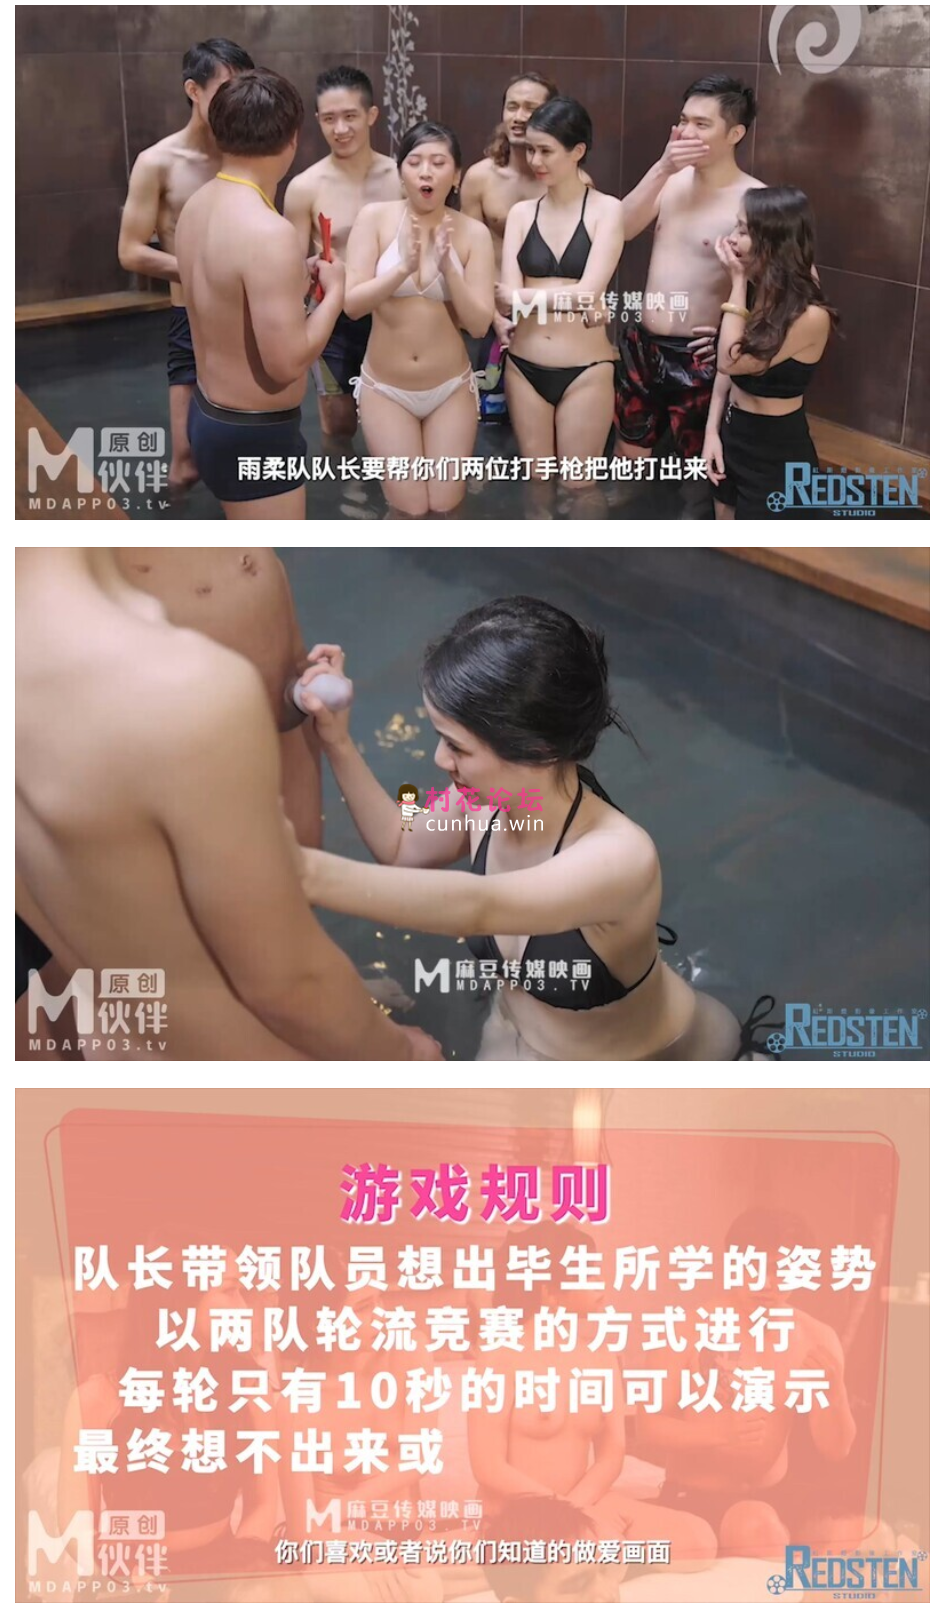 麻豆传媒映画
MDAPP03.TV
原创
伙伴
MDAPP03.tv
雨柔队队长要帮你们两位打手枪把他打出来
REDSTEN
STUDIO
村花论坛
cunhua.win
麻豆传媒映画
MDAPP03.TV
原创
伙伴
MDAPP03.tv
REDSTEN
STUDIO
游戏规则
队长带领队员想出毕生所学的姿势
以两队轮流竞赛的方式进行
每轮只有10秒的时间可以演示
最终想不出来或
麻豆传媒映画
MDAPP03.TV
原创
伙伴
MDAPP03.tv
你们喜欢或者说你们知道的做爱画面
REDSTEN
STUDIO